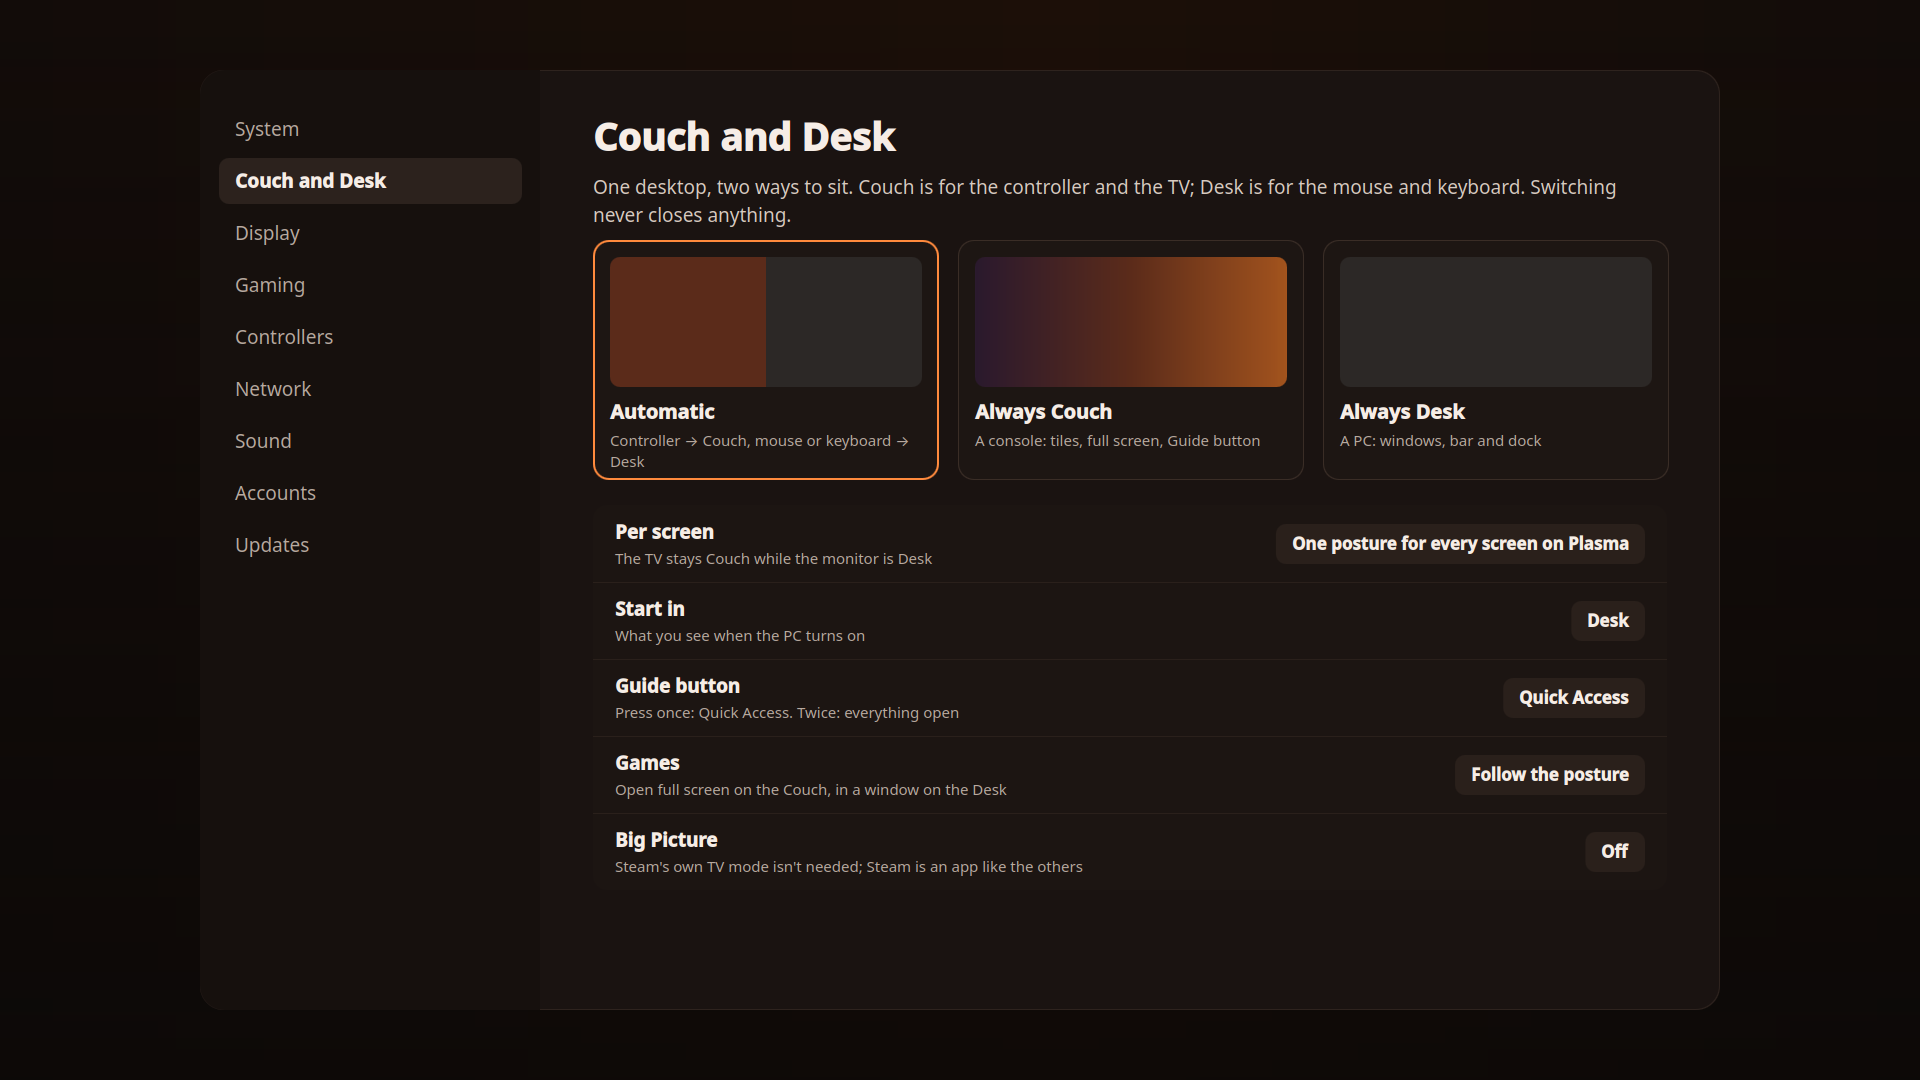 System
Couch and Desk
Display
Gaming
Controllers
Network
Sound
Accounts
Updates
Couch and Desk
One desktop, two ways to sit. Couch is for the controller and the TV; Desk is for the mouse and keyboard. Switching
never closes anything.
Automatic
Controller → Couch, mouse or keyboard →
Desk
Always Couch
A console: tiles, full screen, Guide button
Always Desk
A PC: windows, bar and dock
Per screen
The TV stays Couch while the monitor is Desk
One posture for every screen on Plasma
Start in
What you see when the PC turns on
Desk
Guide button
Press once: Quick Access. Twice: everything open
Quick Access
Games
Open full screen on the Couch, in a window on the Desk
Follow the posture
Big Picture
Steam's own TV mode isn't needed; Steam is an app like the others
Off